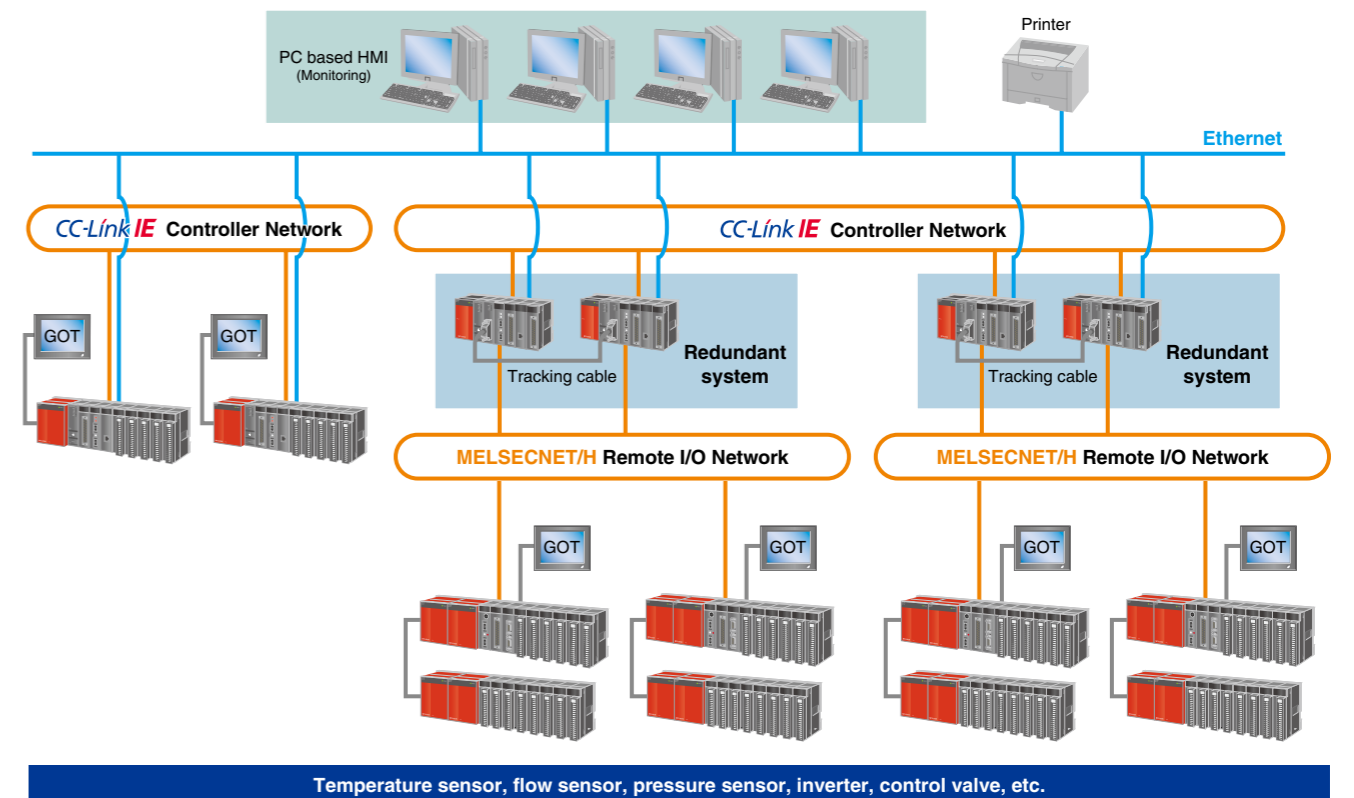 Printer
PC based HMI
(Monitoring)
Ethernet
CC-Línk IE Controller Network
CC-Línk IE Controller Network
GOT
GOT
Redundant
system
Tracking cable
Redundant
system
Tracking cable
MELSECNET/H Remote I/O Network
MELSECNET/H Remote I/O Network
GOT
GOT
GOT
GOT
Temperature sensor, flow sensor, pressure sensor, inverter, control valve, etc.